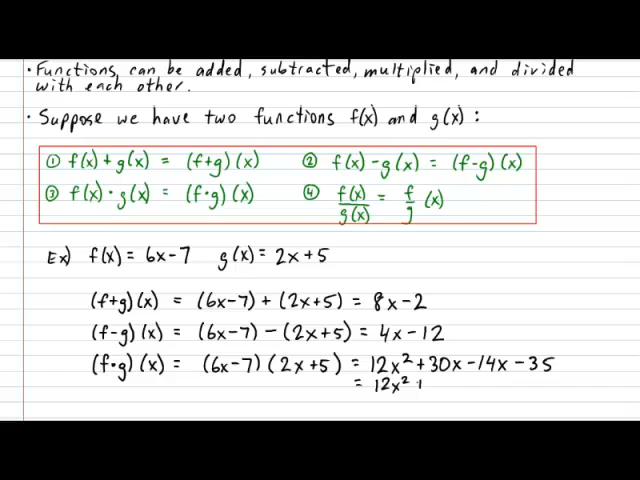 • Functions can be added, subtracted, multiplied, and divided
with each other.
• Suppose we have two functions f(x) and g(x) :
① f(x) + g(x) = (f+g)(x) ② f(x) - g(x) = (f-g)(x)
③ f(x) · g(x) = (f·g)(x) ④ f(x)/g(x) = f/g (x)
Ex) f(x) = 6x - 7 g(x) = 2x + 5
(f+g)(x) = (6x-7) + (2x+5) = 8x - 2
(f-g)(x) = (6x-7) - (2x+5) = 4x - 12
(f·g)(x) = (6x-7)(2x+5) = 12x² + 30x - 14x - 35
= 12x²